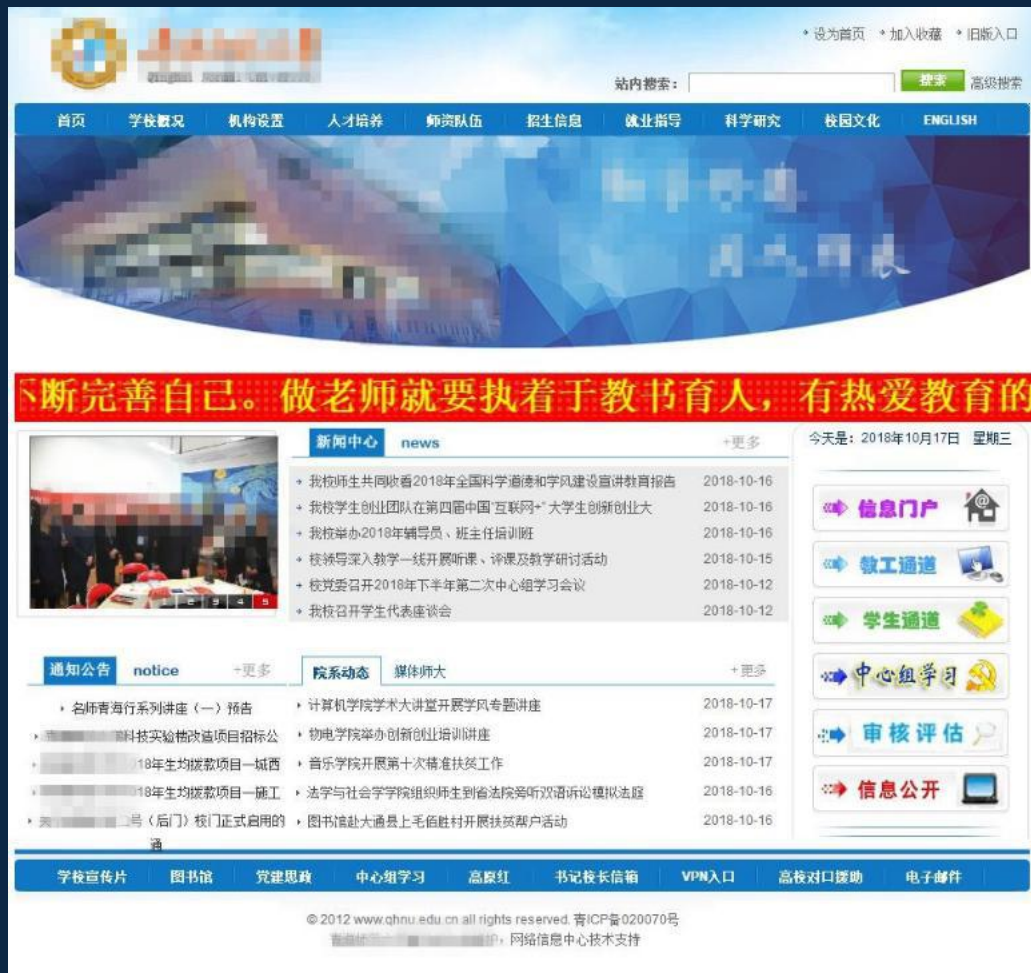 设为首页 加入收藏 旧版入口
站内搜索： 搜索 高级搜索
首页 学校概况 机构设置 人才培养 师资队伍 招生信息 就业指导 科学研究 校园文化 ENGLISH
断完善自己。做老师就要执着于教书育人，有热爱教育的
新闻中心 news +更多
我校师生共同收看2018年全国科学道德和学风建设宣讲教育报告 2018-10-16
我校学生创业团队在第四届中国"互联网+"大学生创新创业大 2018-10-16
我校举办2018年辅导员、班主任培训班 2018-10-16
校领导深入教学一线开展听课、评课及教学研讨活动 2018-10-15
校党委召开2018年下半年第二次中心组学习会议 2018-10-12
我校召开学生代表座谈会 2018-10-12
1 2 3 4 5
今天是：2018年10月17日 星期三
信息门户
教工通道
学生通道
中心组学习
审核评估
信息公开
通知公告 notice +更多
名师青海行系列讲座（一）预告
科技实验楼改造项目招标公
18年生均拨款项目—城西
18年生均拨款项目—施工
二号（后门）校门正式启用的
通
院系动态 媒体师大 +更多
计算机学院学术大讲堂开展学风专题讲座 2018-10-17
物电学院举办创新创业培训讲座 2018-10-17
音乐学院开展第十次精准扶贫工作 2018-10-17
法学与社会学学院组织师生到省法院旁听双语诉讼模拟法庭 2018-10-16
图书馆赴大通县上毛佰胜村开展扶贫帮户活动 2018-10-16
学校宣传片 图书馆 党建思政 中心组学习 高原红 书记校长信箱 VPN入口 高校对口援助 电子邮件
© 2012 www.qhnu.edu.cn all rights reserved. 青ICP备020070号
，网络信息中心技术支持